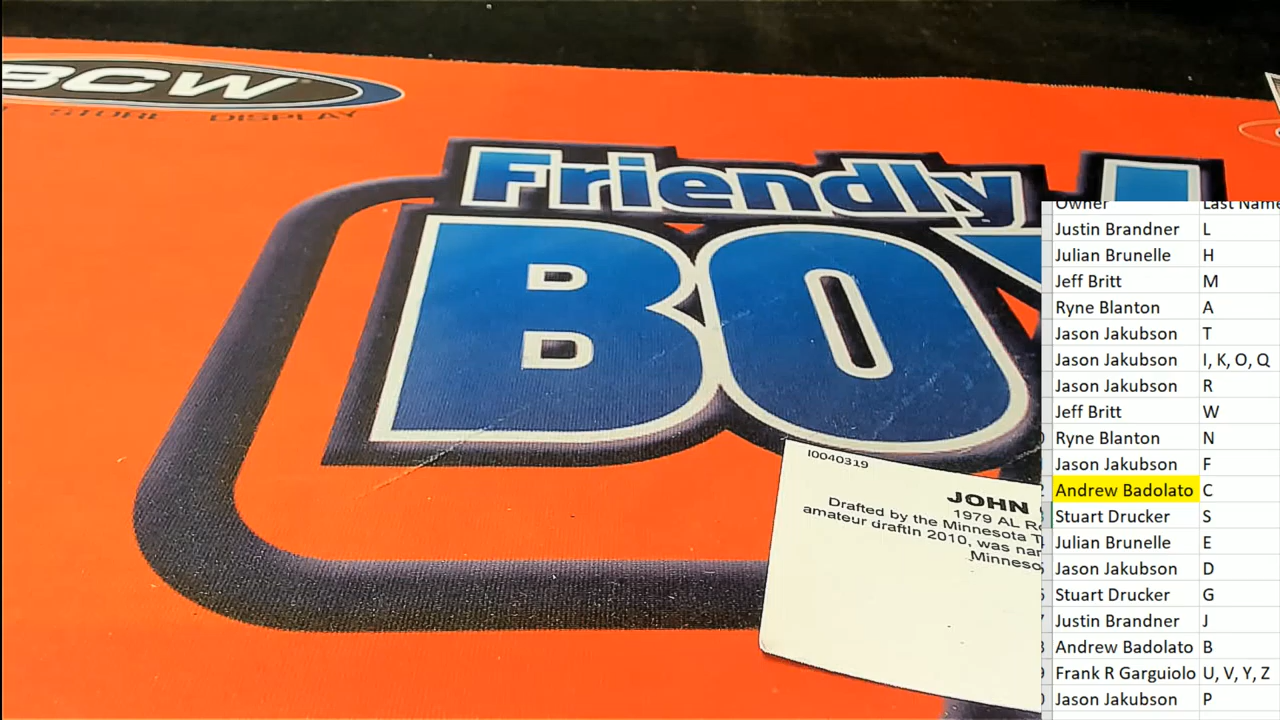 BCW
STORE DISPLAY
Friendly
BO
I0040319
JOHN
1979 AL R
Drafted by the Minnesota T
amateur draftin 2010, was nar
Minneso
Owner Last Name
Justin Brandner L
Julian Brunelle H
Jeff Britt M
Ryne Blanton A
Jason Jakubson T
Jason Jakubson I, K, O, Q
Jason Jakubson R
Jeff Britt W
Ryne Blanton N
Jason Jakubson F
Andrew Badolato C
Stuart Drucker S
Julian Brunelle E
Jason Jakubson D
Stuart Drucker G
Justin Brandner J
Andrew Badolato B
Frank R Garguiolo U, V, Y, Z
Jason Jakubson P